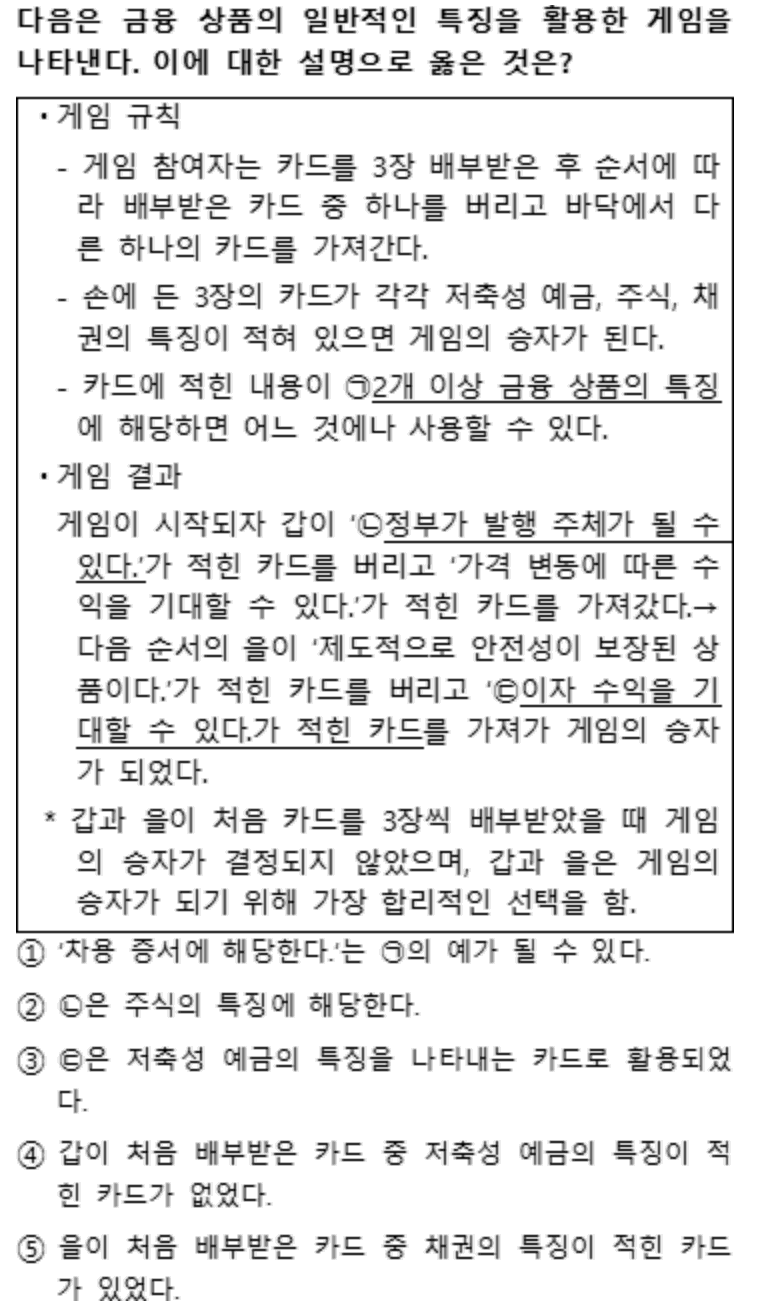 다음은 금융 상품의 일반적인 특징을 활용한 게임을
나타낸다. 이에 대한 설명으로 옳은 것은?
・게임 규칙
- 게임 참여자는 카드를 3장 배부받은 후 순서에 따
라 배부받은 카드 중 하나를 버리고 바닥에서 다
른 하나의 카드를 가져간다.
- 손에 든 3장의 카드가 각각 저축성 예금, 주식, 채
권의 특징이 적혀 있으면 게임의 승자가 된다.
- 카드에 적힌 내용이 ㉠2개 이상 금융 상품의 특징
에 해당하면 어느 것에나 사용할 수 있다.
・게임 결과
게임이 시작되자 갑이 '㉡정부가 발행 주체가 될 수
있다.'가 적힌 카드를 버리고 '가격 변동에 따른 수
익을 기대할 수 있다.'가 적힌 카드를 가져갔다.→
다음 순서의 을이 '제도적으로 안전성이 보장된 상
품이다.'가 적힌 카드를 버리고 '㉢이자 수익을 기
대할 수 있다.가 적힌 카드를 가져가 게임의 승자
가 되었다.
* 갑과 을이 처음 카드를 3장씩 배부받았을 때 게임
의 승자가 결정되지 않았으며, 갑과 을은 게임의
승자가 되기 위해 가장 합리적인 선택을 함.
① '차용 증서에 해당한다.'는 ㉠의 예가 될 수 있다.
② ㉡은 주식의 특징에 해당한다.
③ ㉢은 저축성 예금의 특징을 나타내는 카드로 활용되었
다.
④ 갑이 처음 배부받은 카드 중 저축성 예금의 특징이 적
힌 카드가 없었다.
⑤ 을이 처음 배부받은 카드 중 채권의 특징이 적힌 카드
가 있었다.